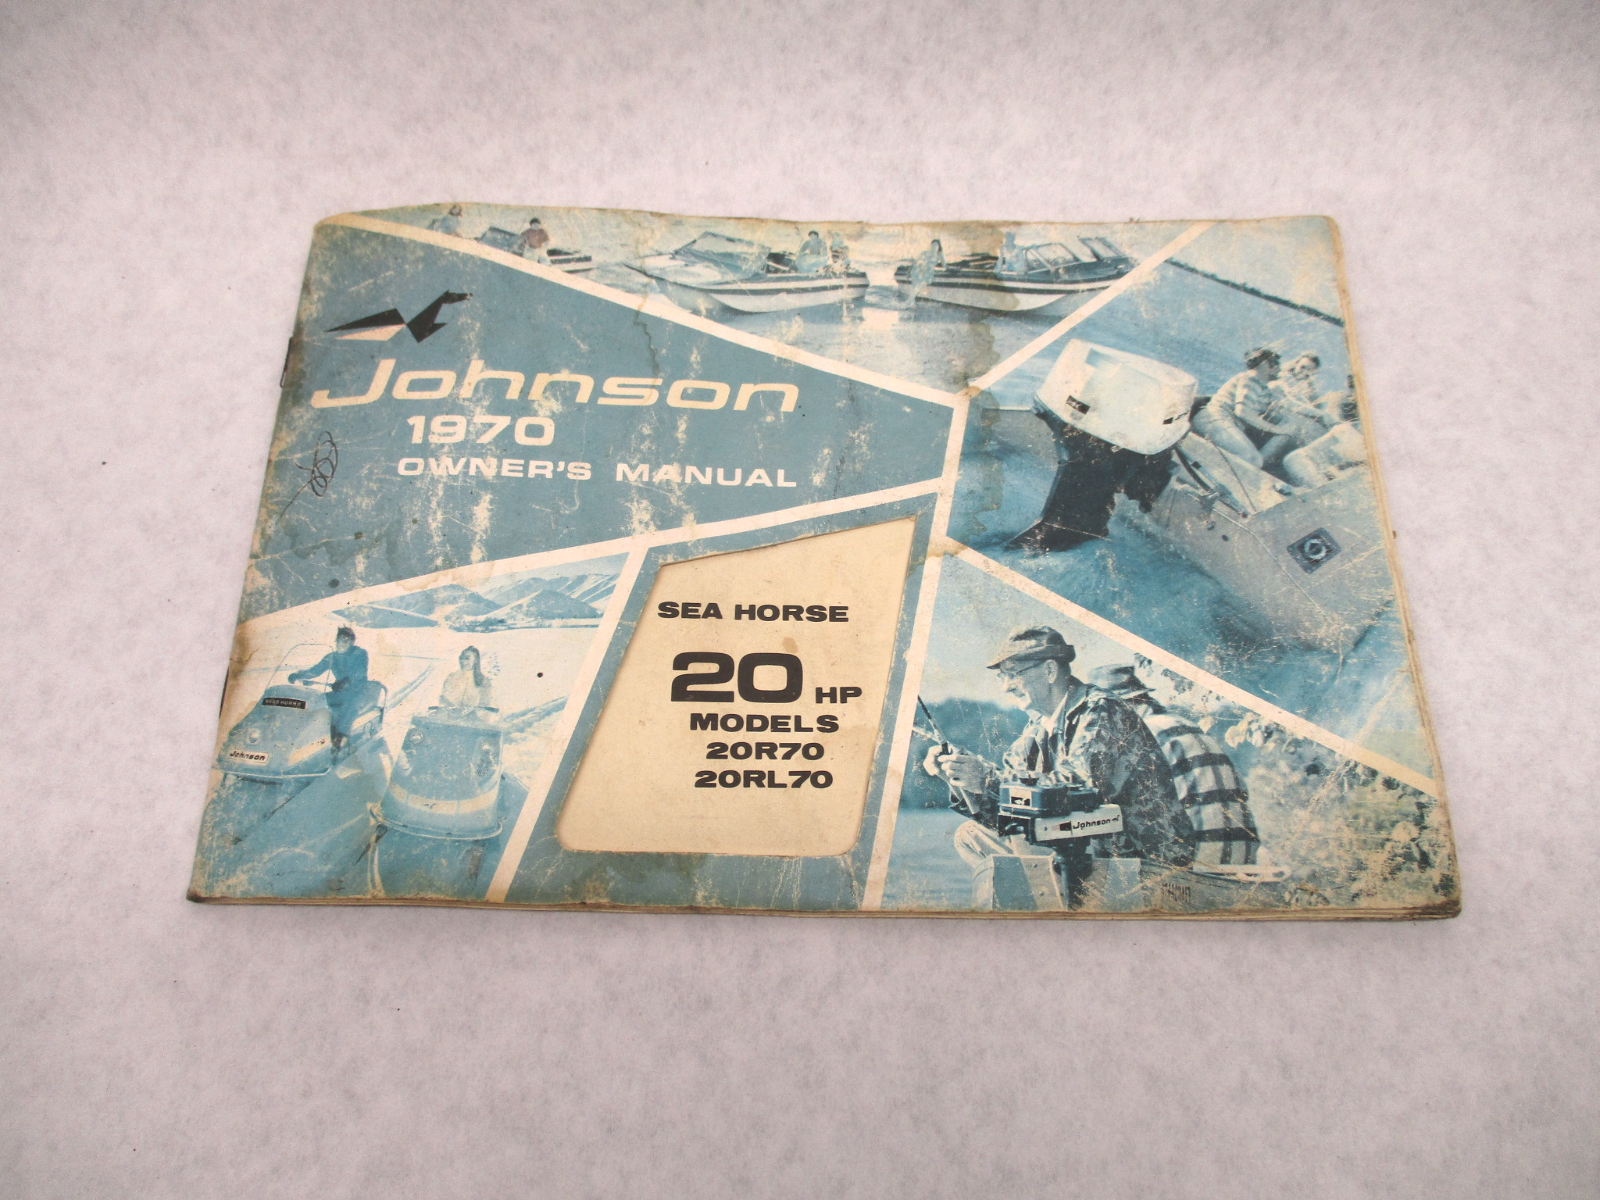 Johnson
1970
OWNER'S MANUAL
SEA HORSE
20 HP
MODELS
20R70
20RL70
Johnson
Johnson